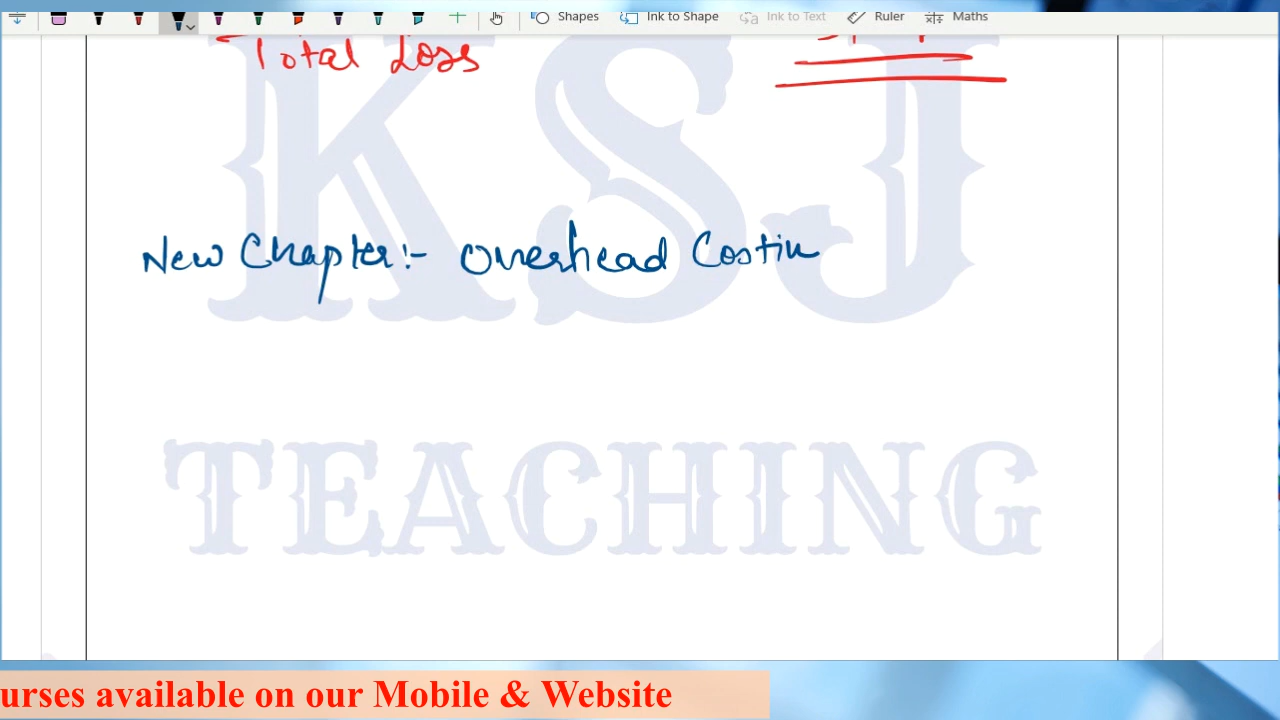 Shapes Ink to Shape Ink to Text Ruler Maths
Total Loss
KSJ
New Chapter:- Overhead Costin
TEACHING
urses available on our Mobile & Website